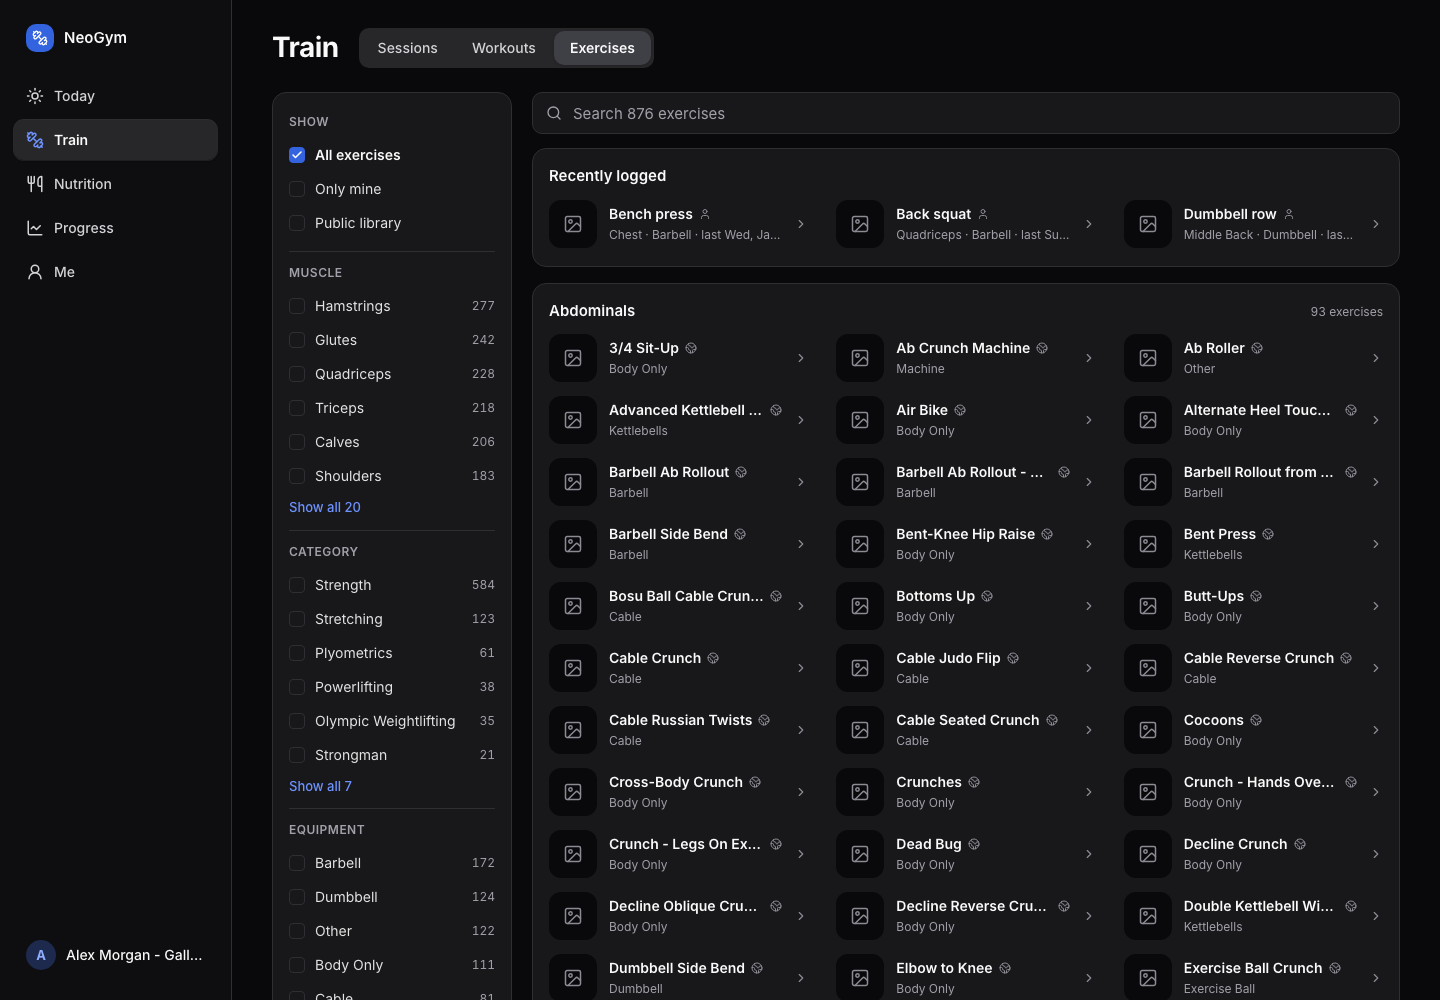 NeoGym
Today
Train
Nutrition
Progress
Me
A
Alex Morgan - Gall...
Train
Sessions
Workouts
Exercises
SHOW
All exercises
Only mine
Public library
MUSCLE
Hamstrings 277
Glutes 242
Quadriceps 228
Triceps 218
Calves 206
Shoulders 183
Show all 20
CATEGORY
Strength 584
Stretching 123
Plyometrics 61
Powerlifting 38
Olympic Weightlifting 35
Strongman 21
Show all 7
EQUIPMENT
Barbell 172
Dumbbell 124
Other 122
Body Only 111
Cable 81
Search 876 exercises
Recently logged
Bench press
Chest · Barbell · last Wed, Ja...
Back squat
Quadriceps · Barbell · last Su...
Dumbbell row
Middle Back · Dumbbell · las...
Abdominals
93 exercises
3/4 Sit-Up
Body Only
Ab Crunch Machine
Machine
Ab Roller
Other
Advanced Kettlebell ...
Kettlebells
Air Bike
Body Only
Alternate Heel Touc...
Body Only
Barbell Ab Rollout
Barbell
Barbell Ab Rollout - ...
Barbell
Barbell Rollout from ...
Barbell
Barbell Side Bend
Barbell
Bent-Knee Hip Raise
Body Only
Bent Press
Kettlebells
Bosu Ball Cable Crun...
Cable
Bottoms Up
Body Only
Butt-Ups
Body Only
Cable Crunch
Cable
Cable Judo Flip
Cable
Cable Reverse Crunch
Cable
Cable Russian Twists
Cable
Cable Seated Crunch
Cable
Cocoons
Body Only
Cross-Body Crunch
Body Only
Crunches
Body Only
Crunch - Hands Ove...
Body Only
Crunch - Legs On Ex...
Body Only
Dead Bug
Body Only
Decline Crunch
Body Only
Decline Oblique Cru...
Body Only
Decline Reverse Cru...
Body Only
Double Kettlebell Wi...
Kettlebells
Dumbbell Side Bend
Dumbbell
Elbow to Knee
Body Only
Exercise Ball Crunch
Exercise Ball